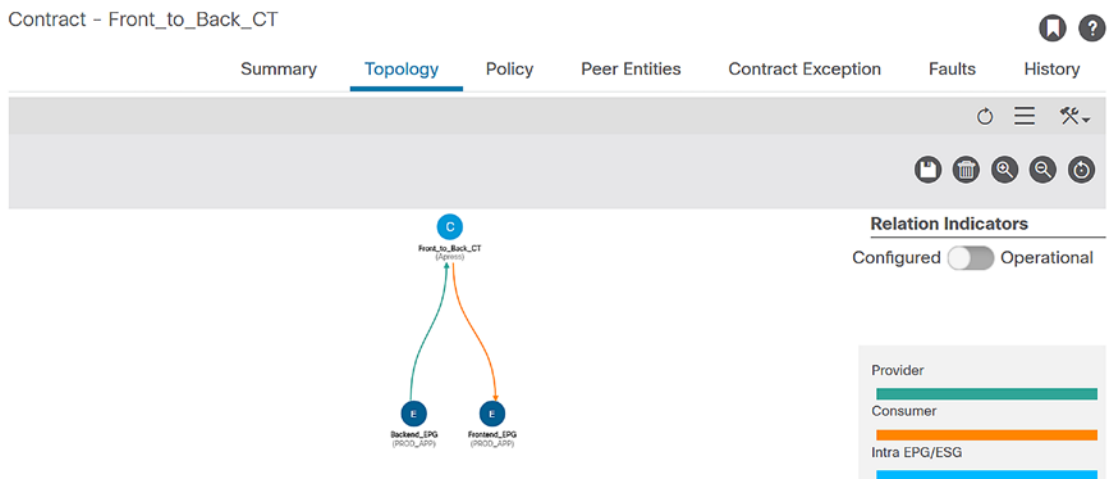 Contract - Front_to_Back_CT
?
Summary Topology Policy Peer Entities Contract Exception Faults History
C
Front_to_Back_CT
(Apress)
Relation Indicators
Configured Operational
Provider
Consumer
Intra EPG/ESG
E E
Backend_EPG Frontend_EPG
(PROD_APP) (PROD_APP)